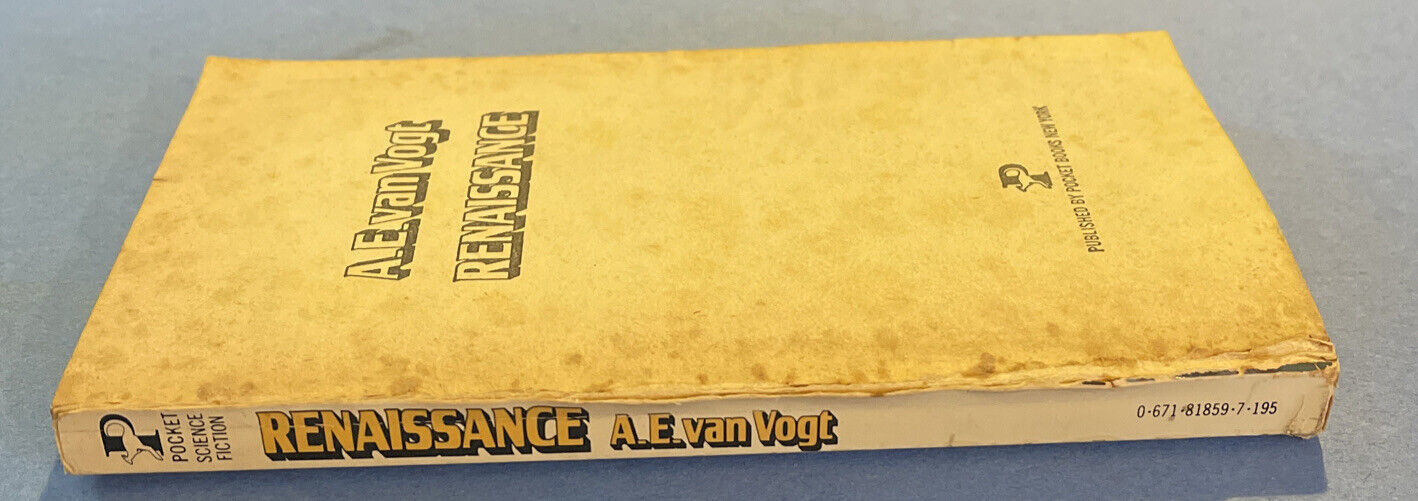 A.E.van Vogt
RENAISSANCE
P
PUBLISHED BY POCKET BOOKS NEW YORK
P
POCKET
SCIENCE
FICTION
RENAISSANCE A.E.van Vogt
0-671-81859-7-195